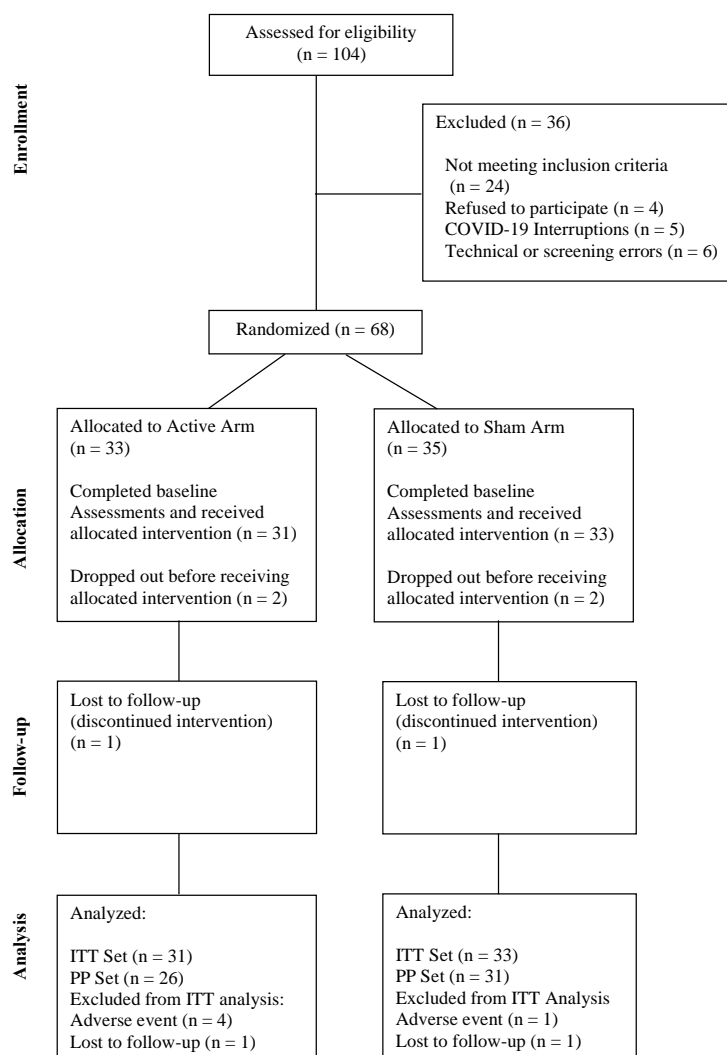 Assessed for eligibility
(n = 104)
Enrollment
Excluded (n = 36)
Not meeting inclusion criteria
(n = 24)
Refused to participate (n = 4)
COVID-19 Interruptions (n = 5)
Technical or screening errors (n = 6)
Randomized (n = 68)
Allocation
Allocated to Active Arm
(n = 33)
Completed baseline
Assessments and received
allocated intervention (n = 31)
Dropped out before receiving
allocated intervention (n = 2)
Allocated to Sham Arm
(n = 35)
Completed baseline
Assessments and received
allocated intervention (n = 33)
Dropped out before receiving
allocated intervention (n = 2)
Follow-up
Lost to follow-up
(discontinued intervention)
(n = 1)
Lost to follow-up
(discontinued intervention)
(n = 1)
Analysis
Analyzed:
ITT Set (n = 31)
PP Set (n = 26)
Excluded from ITT analysis:
Adverse event (n = 4)
Lost to follow-up (n = 1)
Analyzed:
ITT Set (n = 33)
PP Set (n = 31)
Excluded from ITT Analysis
Adverse event (n = 1)
Lost to follow-up (n = 1)